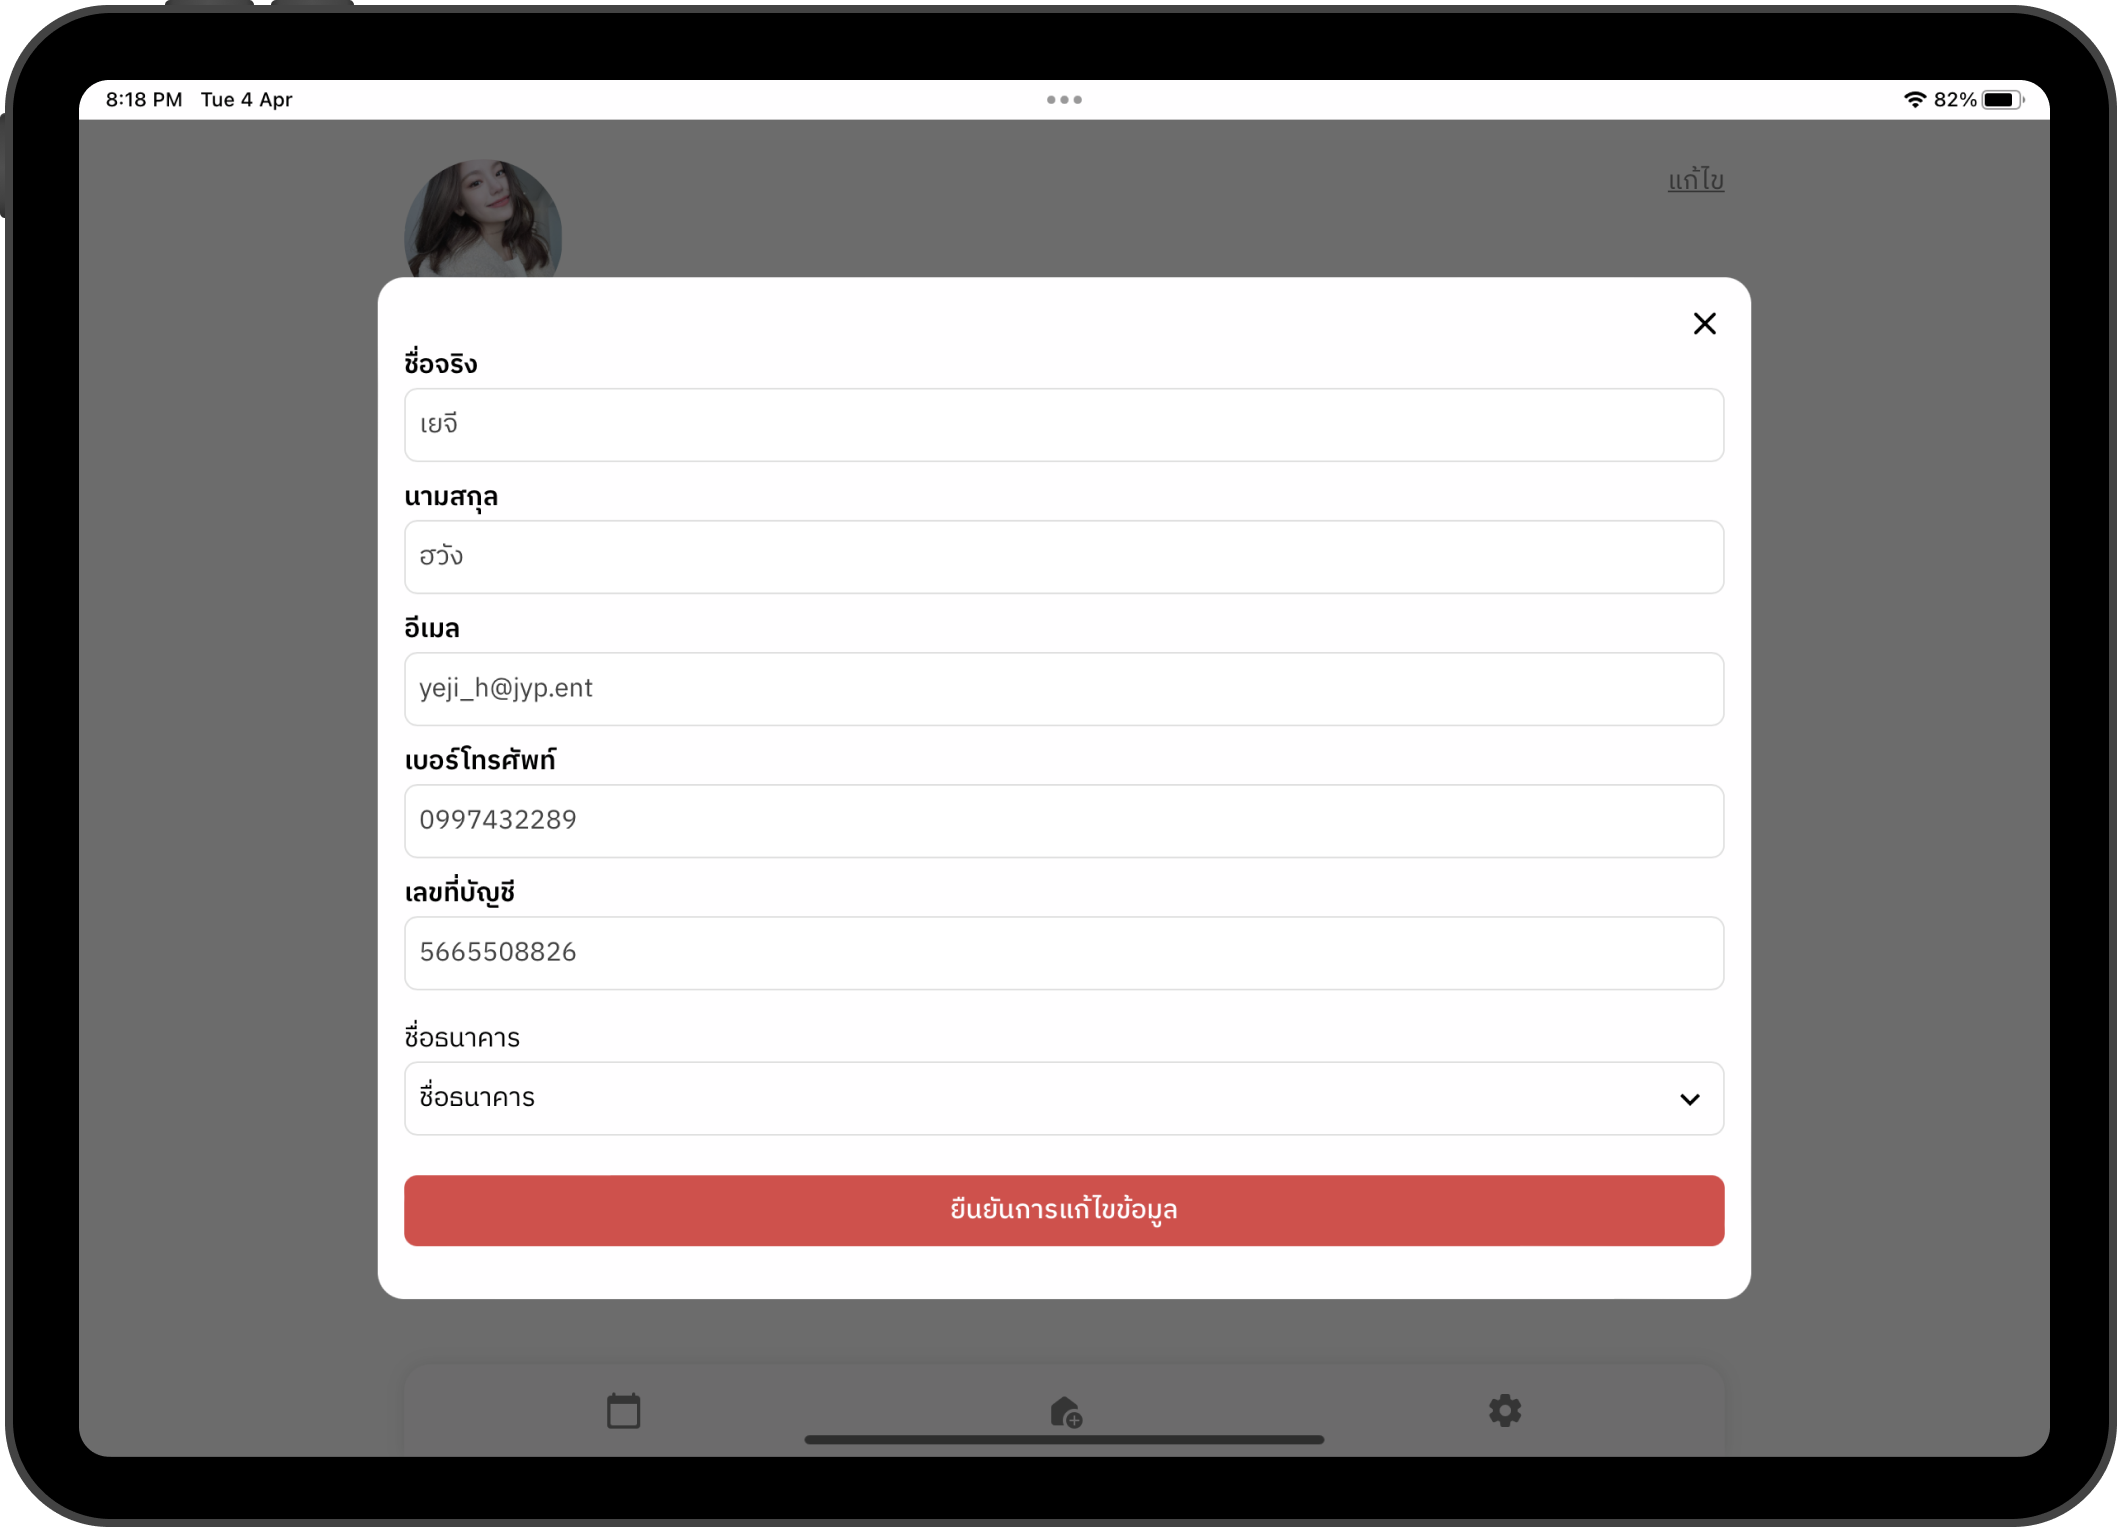 8:18 PM Tue 4 Apr
82%
แก้ไข
ชื่อจริง
เยจี
นามสกุล
ฮวัง
อีเมล
yeji_h@jyp.ent
เบอร์โทรศัพท์
0997432289
เลขที่บัญชี
5665508826
ชื่อธนาคาร
ชื่อธนาคาร
ยืนยันการแก้ไขข้อมูล